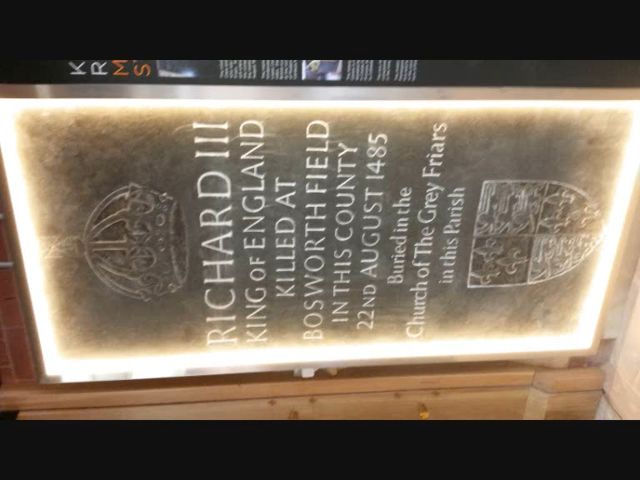 RICHARD III
KING OF ENGLAND
KILLED AT
BOSWORTH FIELD
IN THIS COUNTY
22ND AUGUST 1485
Buried in the
Church of The Grey Friars
in this Parish